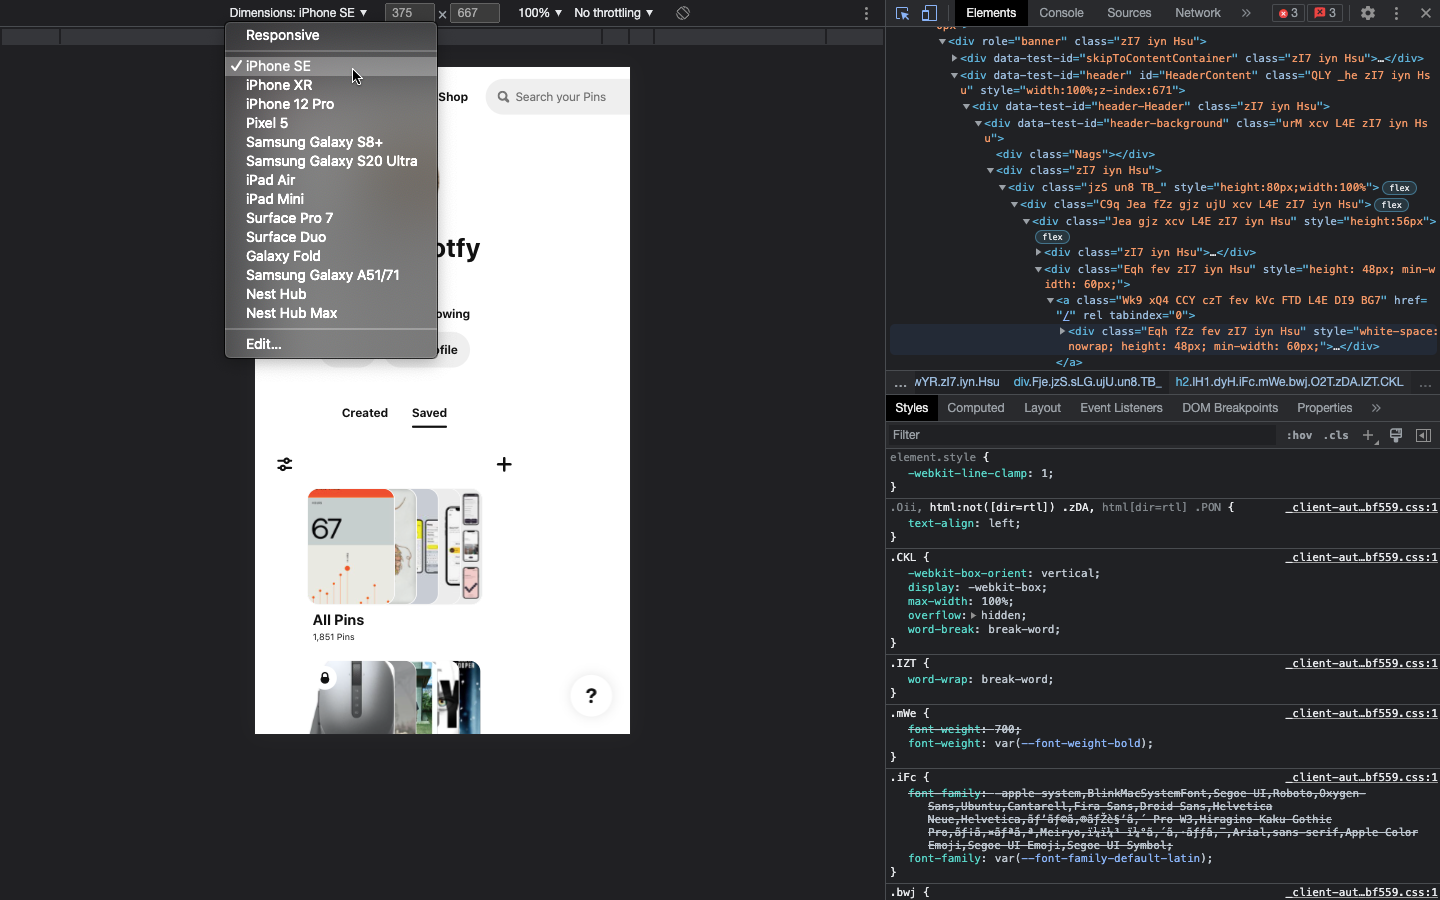 Dimensions: iPhone SE ▼ 375 × 667 100% ▼ No throttling ▼
Responsive
✓ iPhone SE
iPhone XR
iPhone 12 Pro
Pixel 5
Samsung Galaxy S8+
Samsung Galaxy S20 Ultra
iPad Air
iPad Mini
Surface Pro 7
Surface Duo
Galaxy Fold
Samsung Galaxy A51/71
Nest Hub
Nest Hub Max
Edit...
Shop
Search your Pins
otfy
owing
ofile
Created Saved
67
All Pins
1,851 Pins
?
Elements Console Sources Network » 3 3
<div role="banner" class="zI7 iyn Hsu">
<div data-test-id="skipToContentContainer" class="zI7 iyn Hsu">…</div>
<div data-test-id="header" id="HeaderContent" class="QLY _he zI7 iyn Hs
u" style="width:100%;z-index:671">
<div data-test-id="header-Header" class="zI7 iyn Hsu">
<div data-test-id="header-background" class="urM xcv L4E zI7 iyn Hs
u">
<div class="Nags"></div>
<div class="zI7 iyn Hsu">
<div class="jzS un8 TB_" style="height:80px;width:100%"> flex
<div class="C9q Jea fZz gjz ujU xcv L4E zI7 iyn Hsu"> flex
<div class="Jea gjz xcv L4E zI7 iyn Hsu" style="height:56px">
flex
<div class="zI7 iyn Hsu">…</div>
<div class="Eqh fev zI7 iyn Hsu" style="height: 48px; min-w
idth: 60px;">
<a class="Wk9 xQ4 CCY czT fev kVc FTD L4E DI9 BG7" href=
"/" rel tabindex="0">
<div class="Eqh fZz fev zI7 iyn Hsu" style="white-space:
nowrap; height: 48px; min-width: 60px;">…</div>
</a>
… wYR.zI7.iyn.Hsu div.Fje.jzS.sLG.ujU.un8.TB_ h2.IH1.dyH.iFc.mWe.bwj.O2T.zDA.IZT.CKL …
Styles Computed Layout Event Listeners DOM Breakpoints Properties »
Filter :hov .cls +
element.style {
-webkit-line-clamp: 1;
}
.Oii, html:not([dir=rtl]) .zDA, html[dir=rtl] .PON { _client-aut…bf559.css:1
text-align: left;
}
.CKL { _client-aut…bf559.css:1
-webkit-box-orient: vertical;
display: -webkit-box;
max-width: 100%;
overflow: hidden;
word-break: break-word;
}
.IZT { _client-aut…bf559.css:1
word-wrap: break-word;
}
.mWe { _client-aut…bf559.css:1
font-weight: 700;
font-weight: var(--font-weight-bold);
}
.iFc { _client-aut…bf559.css:1
font-family: -apple-system,BlinkMacSystemFont,Segoe UI,Roboto,Oxygen-
Sans,Ubuntu,Cantarell,Fira Sans,Droid Sans,Helvetica
Neue,Helvetica, Pro W3,Hiragino Kaku Gothic
Pro, Meiryo, Arial,sans-serif,Apple Color
Emoji,Segoe UI Emoji,Segoe UI Symbol;
font-family: var(--font-family-default-latin);
}
.bwj { _client-aut…bf559.css:1